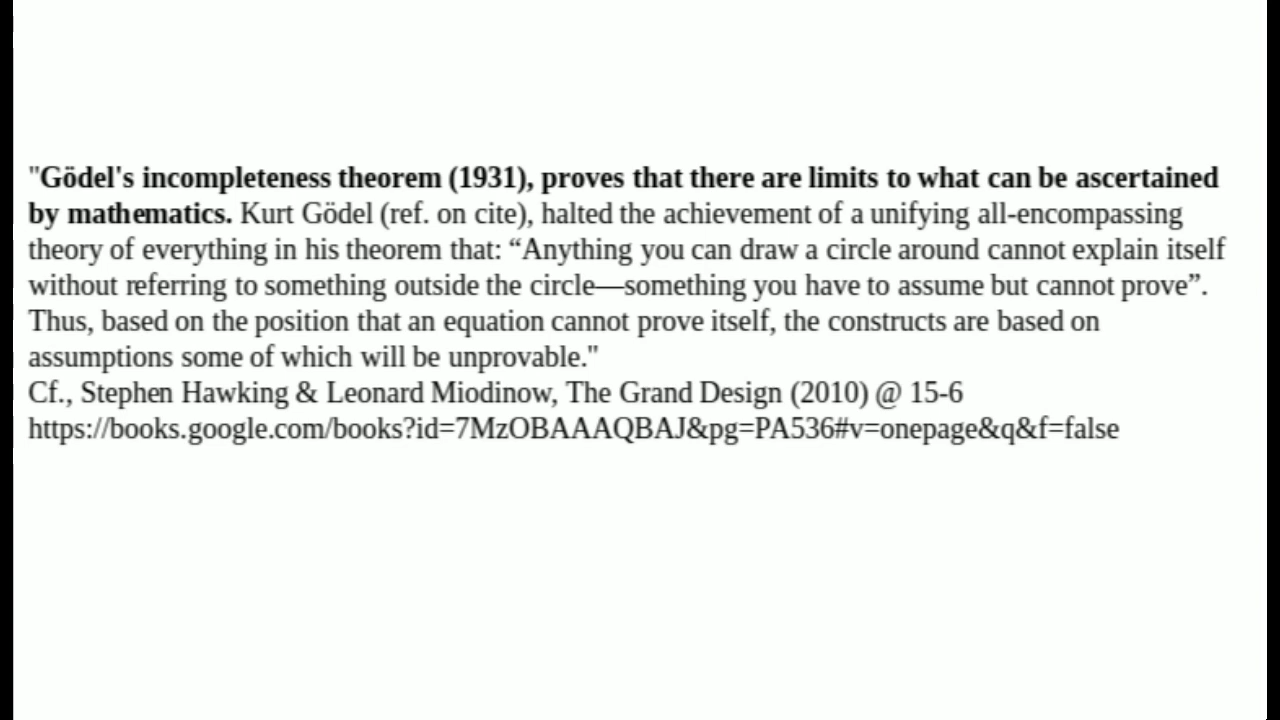 "Gödel's incompleteness theorem (1931), proves that there are limits to what can be ascertained
by mathematics. Kurt Gödel (ref. on cite), halted the achievement of a unifying all-encompassing
theory of everything in his theorem that: “Anything you can draw a circle around cannot explain itself
without referring to something outside the circle—something you have to assume but cannot prove”.
Thus, based on the position that an equation cannot prove itself, the constructs are based on
assumptions some of which will be unprovable."
Cf., Stephen Hawking & Leonard Miodinow, The Grand Design (2010) @ 15-6
https://books.google.com/books?id=7MzOBAAAQBAJ&pg=PA536#v=onepage&q&f=false